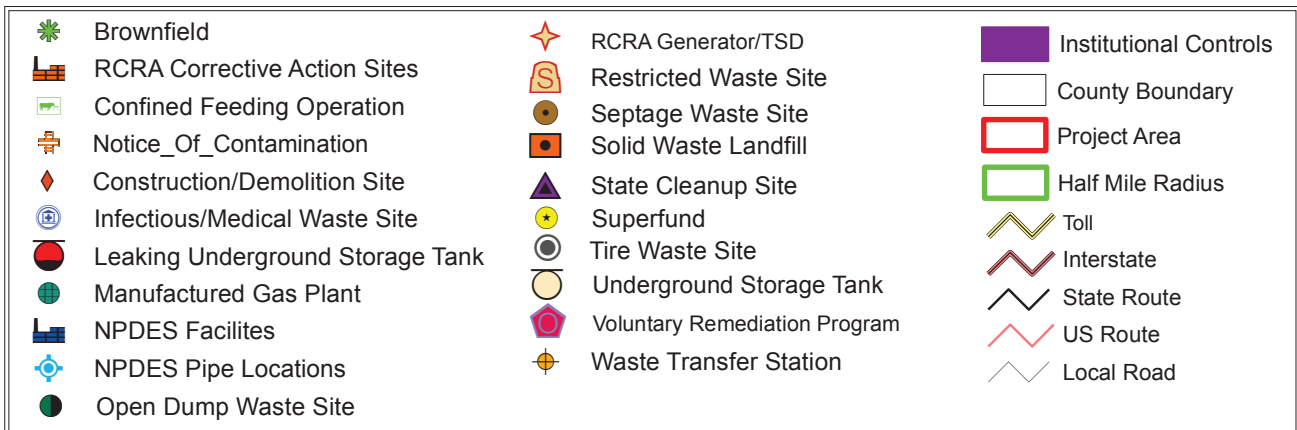 Brownfield
RCRA Corrective Action Sites
Confined Feeding Operation
Notice_Of_Contamination
Construction/Demolition Site
Infectious/Medical Waste Site
Leaking Underground Storage Tank
Manufactured Gas Plant
NPDES Facilites
NPDES Pipe Locations
Open Dump Waste Site
RCRA Generator/TSD
S
Restricted Waste Site
Septage Waste Site
Solid Waste Landfill
State Cleanup Site
Superfund
Tire Waste Site
Underground Storage Tank
Voluntary Remediation Program
Waste Transfer Station
Institutional Controls
County Boundary
Project Area
Half Mile Radius
Toll
Interstate
State Route
US Route
Local Road